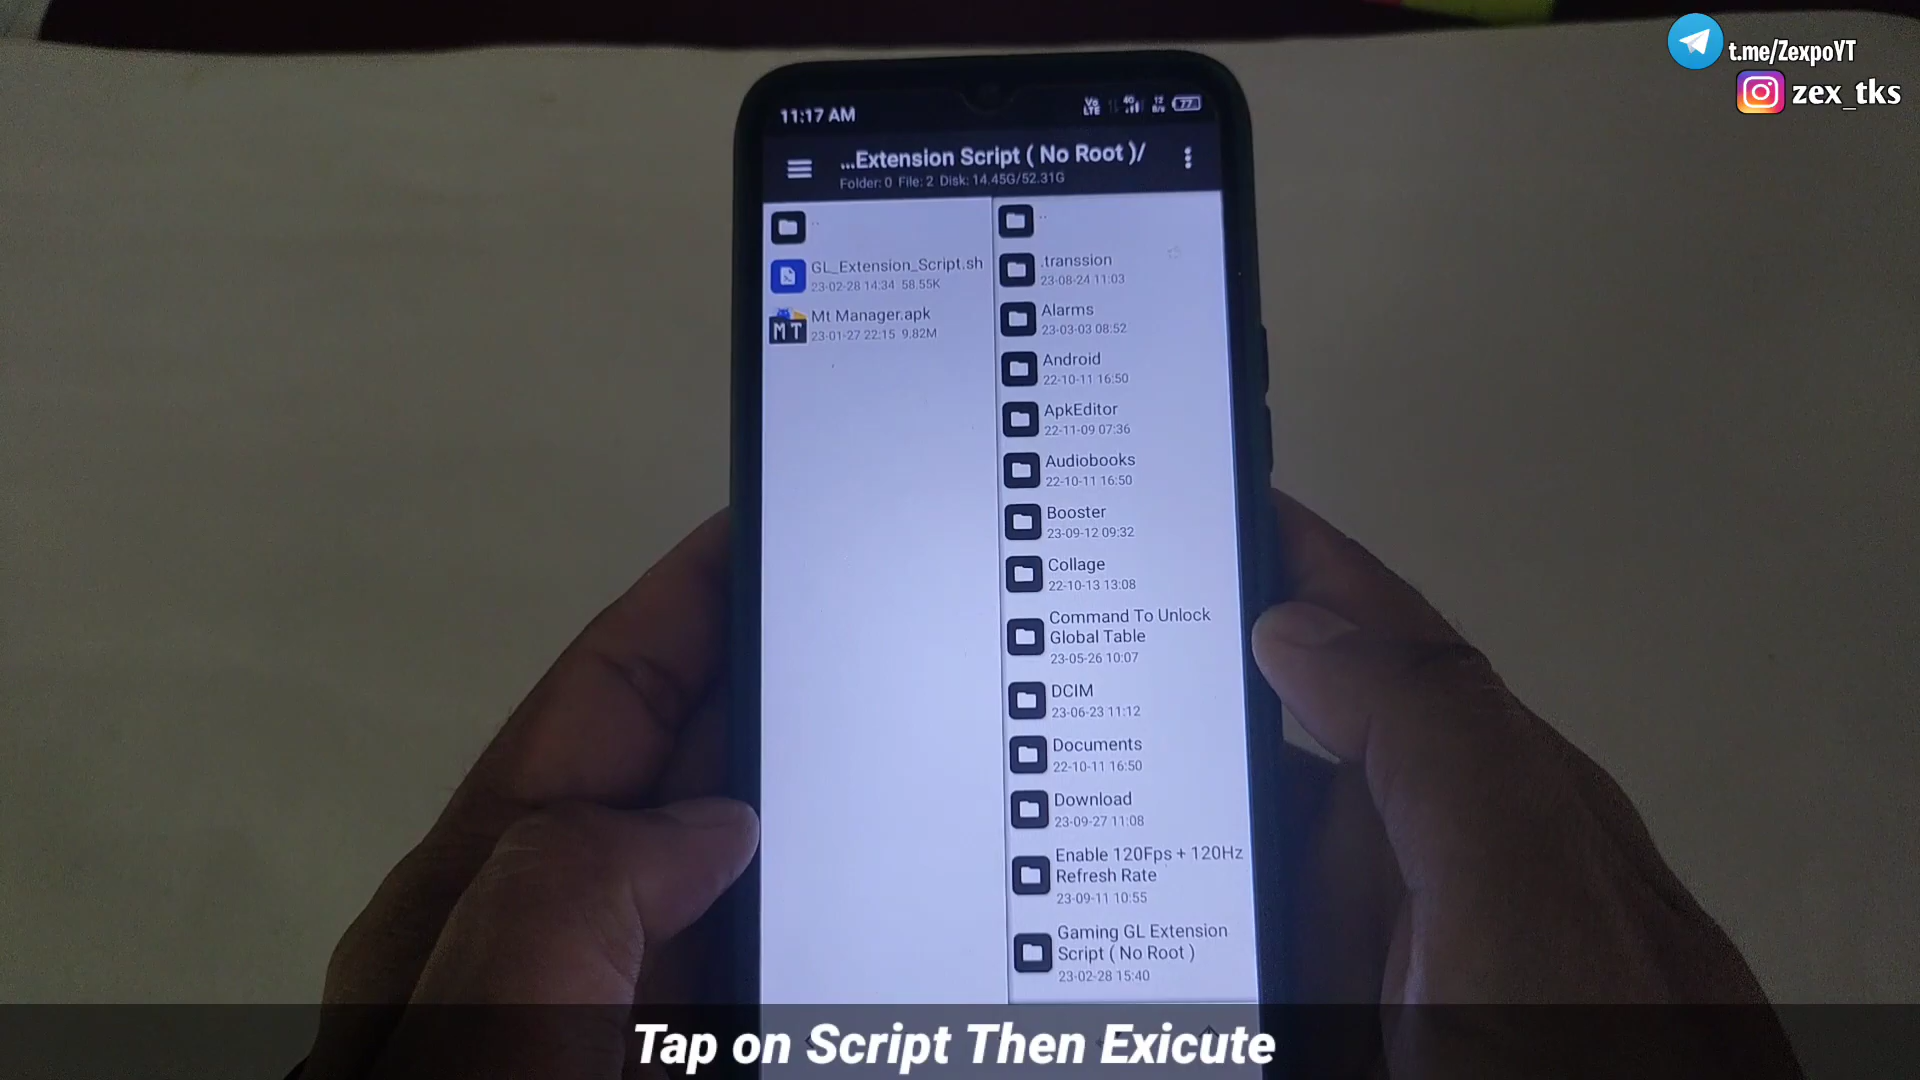 t.me/ZexpoYT
zex_tks
11:17 AM
Vo LTE
4G
77
...Extension Script ( No Root )/
Folder: 0 File: 2 Disk: 14.45G/52.31G
..
GL_Extension_Script.sh
23-02-28 14:34 58.55K
MT
Mt Manager.apk
23-01-27 22:15 9.82M
..
.transsion
23-08-24 11:03
Alarms
23-03-03 08:52
Android
22-10-11 16:50
ApkEditor
22-11-09 07:36
Audiobooks
22-10-11 16:50
Booster
23-09-12 09:32
Collage
22-10-13 13:08
Command To Unlock
Global Table
23-05-26 10:07
DCIM
23-06-23 11:12
Documents
22-10-11 16:50
Download
23-09-27 11:08
Enable 120Fps + 120Hz
Refresh Rate
23-09-11 10:55
Gaming GL Extension
Script ( No Root )
23-02-28 15:40
Tap on Script Then Exicute